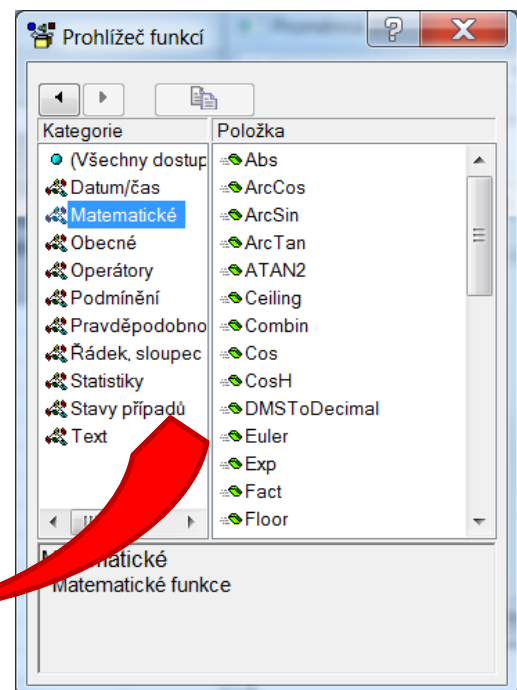 Prohlížeč funkcí
Kategorie
(Všechny dostup
Datum/čas
Matematické
Obecné
Operátory
Podmínění
Pravděpodobno
Řádek, sloupec
Statistiky
Stavy případů
Text
Položka
Abs
ArcCos
ArcSin
ArcTan
ATAN2
Ceiling
Combin
Cos
CosH
DMSToDecimal
Euler
Exp
Fact
Floor
Matematické
Matematické funkce